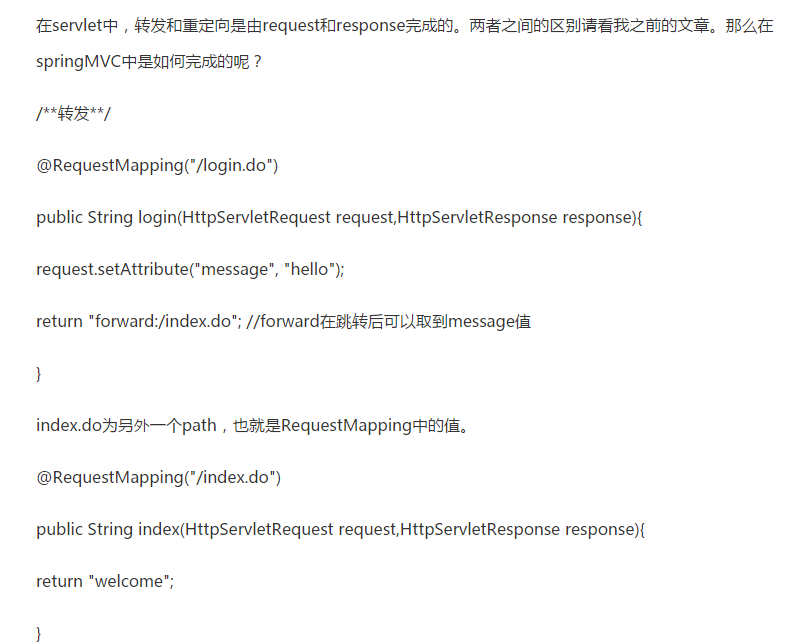 在servlet中，转发和重定向是由request和response完成的。两者之间的区别请看我之前的文章。那么在
springMVC中是如何完成的呢？
/**转发**/
@RequestMapping("/login.do")
public String login(HttpServletRequest request,HttpServletResponse response){
request.setAttribute("message", "hello");
return "forward:/index.do"; //forward在跳转后可以取到message值
}
index.do为另外一个path，也就是RequestMapping中的值。
@RequestMapping("/index.do")
public String index(HttpServletRequest request,HttpServletResponse response){
return "welcome";
}